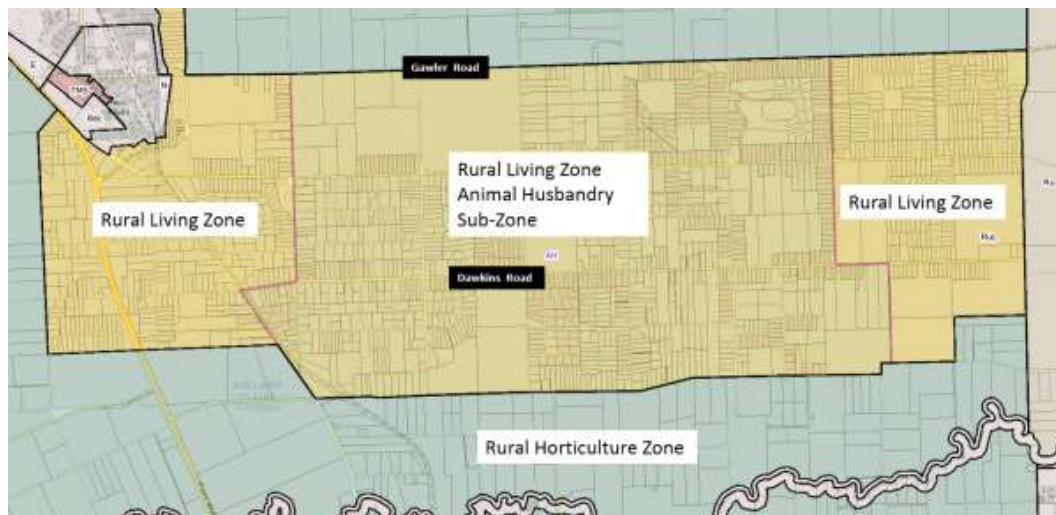 Gawler Road
E
N
Rural Living Zone
Animal Husbandry
Sub-Zone
Rural Living Zone
Rural Living Zone
AH
Dawkins Road
Rural Horticulture Zone